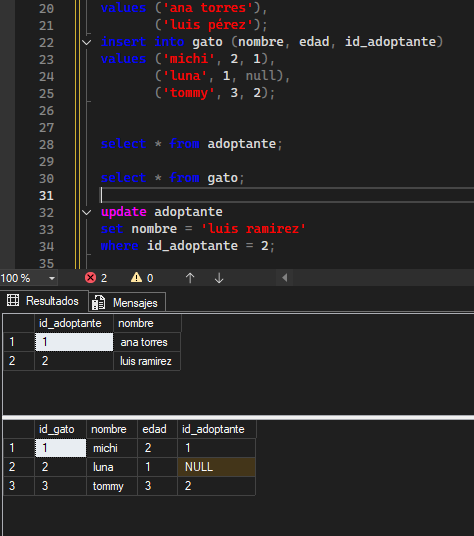 20 values ('ana torres'),
21 ('luis pérez');
22 insert into gato (nombre, edad, id_adoptante)
23 values ('michi', 2, 1),
24 ('luna', 1, null),
25 ('tommy', 3, 2);
26
27
28 select * from adoptante;
29
30 select * from gato;
31
32 update adoptante
33 set nombre = 'luis ramirez'
34 where id_adoptante = 2;
35
100 % 2 0
Resultados Mensajes
id_adoptante nombre
1 1 ana torres
2 2 luis ramirez
id_gato nombre edad id_adoptante
1 1 michi 2 1
2 2 luna 1 NULL
3 3 tommy 3 2